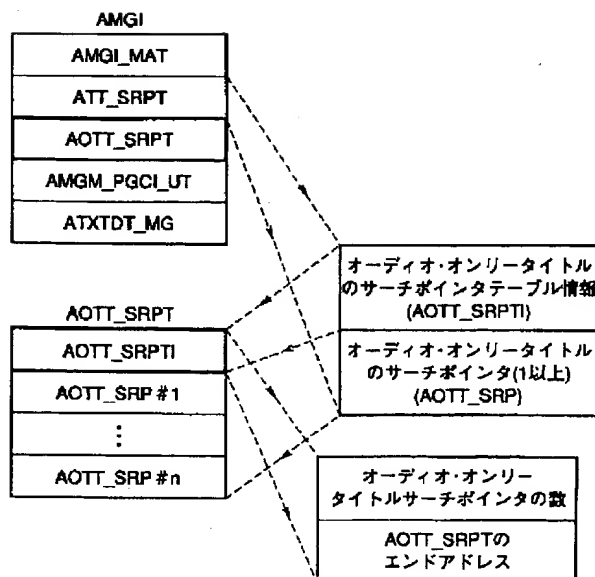 AMGI
AMGI_MAT
ATT_SRPT
AOTT_SRPT
AMGM_PGCI_UT
ATXTDT_MG
オーディオ・オンリータイトル
のサーチポインタテーブル情報
(AOTT_SRPTI)
オーディオ・オンリータイトル
のサーチポインタ(1以上)
(AOTT_SRP)
AOTT_SRPT
AOTT_SRPTI
AOTT_SRP #1
⋮
AOTT_SRP #n
オーディオ・オンリー
タイトルサーチポインタの数
AOTT_SRPTの
エンドアドレス